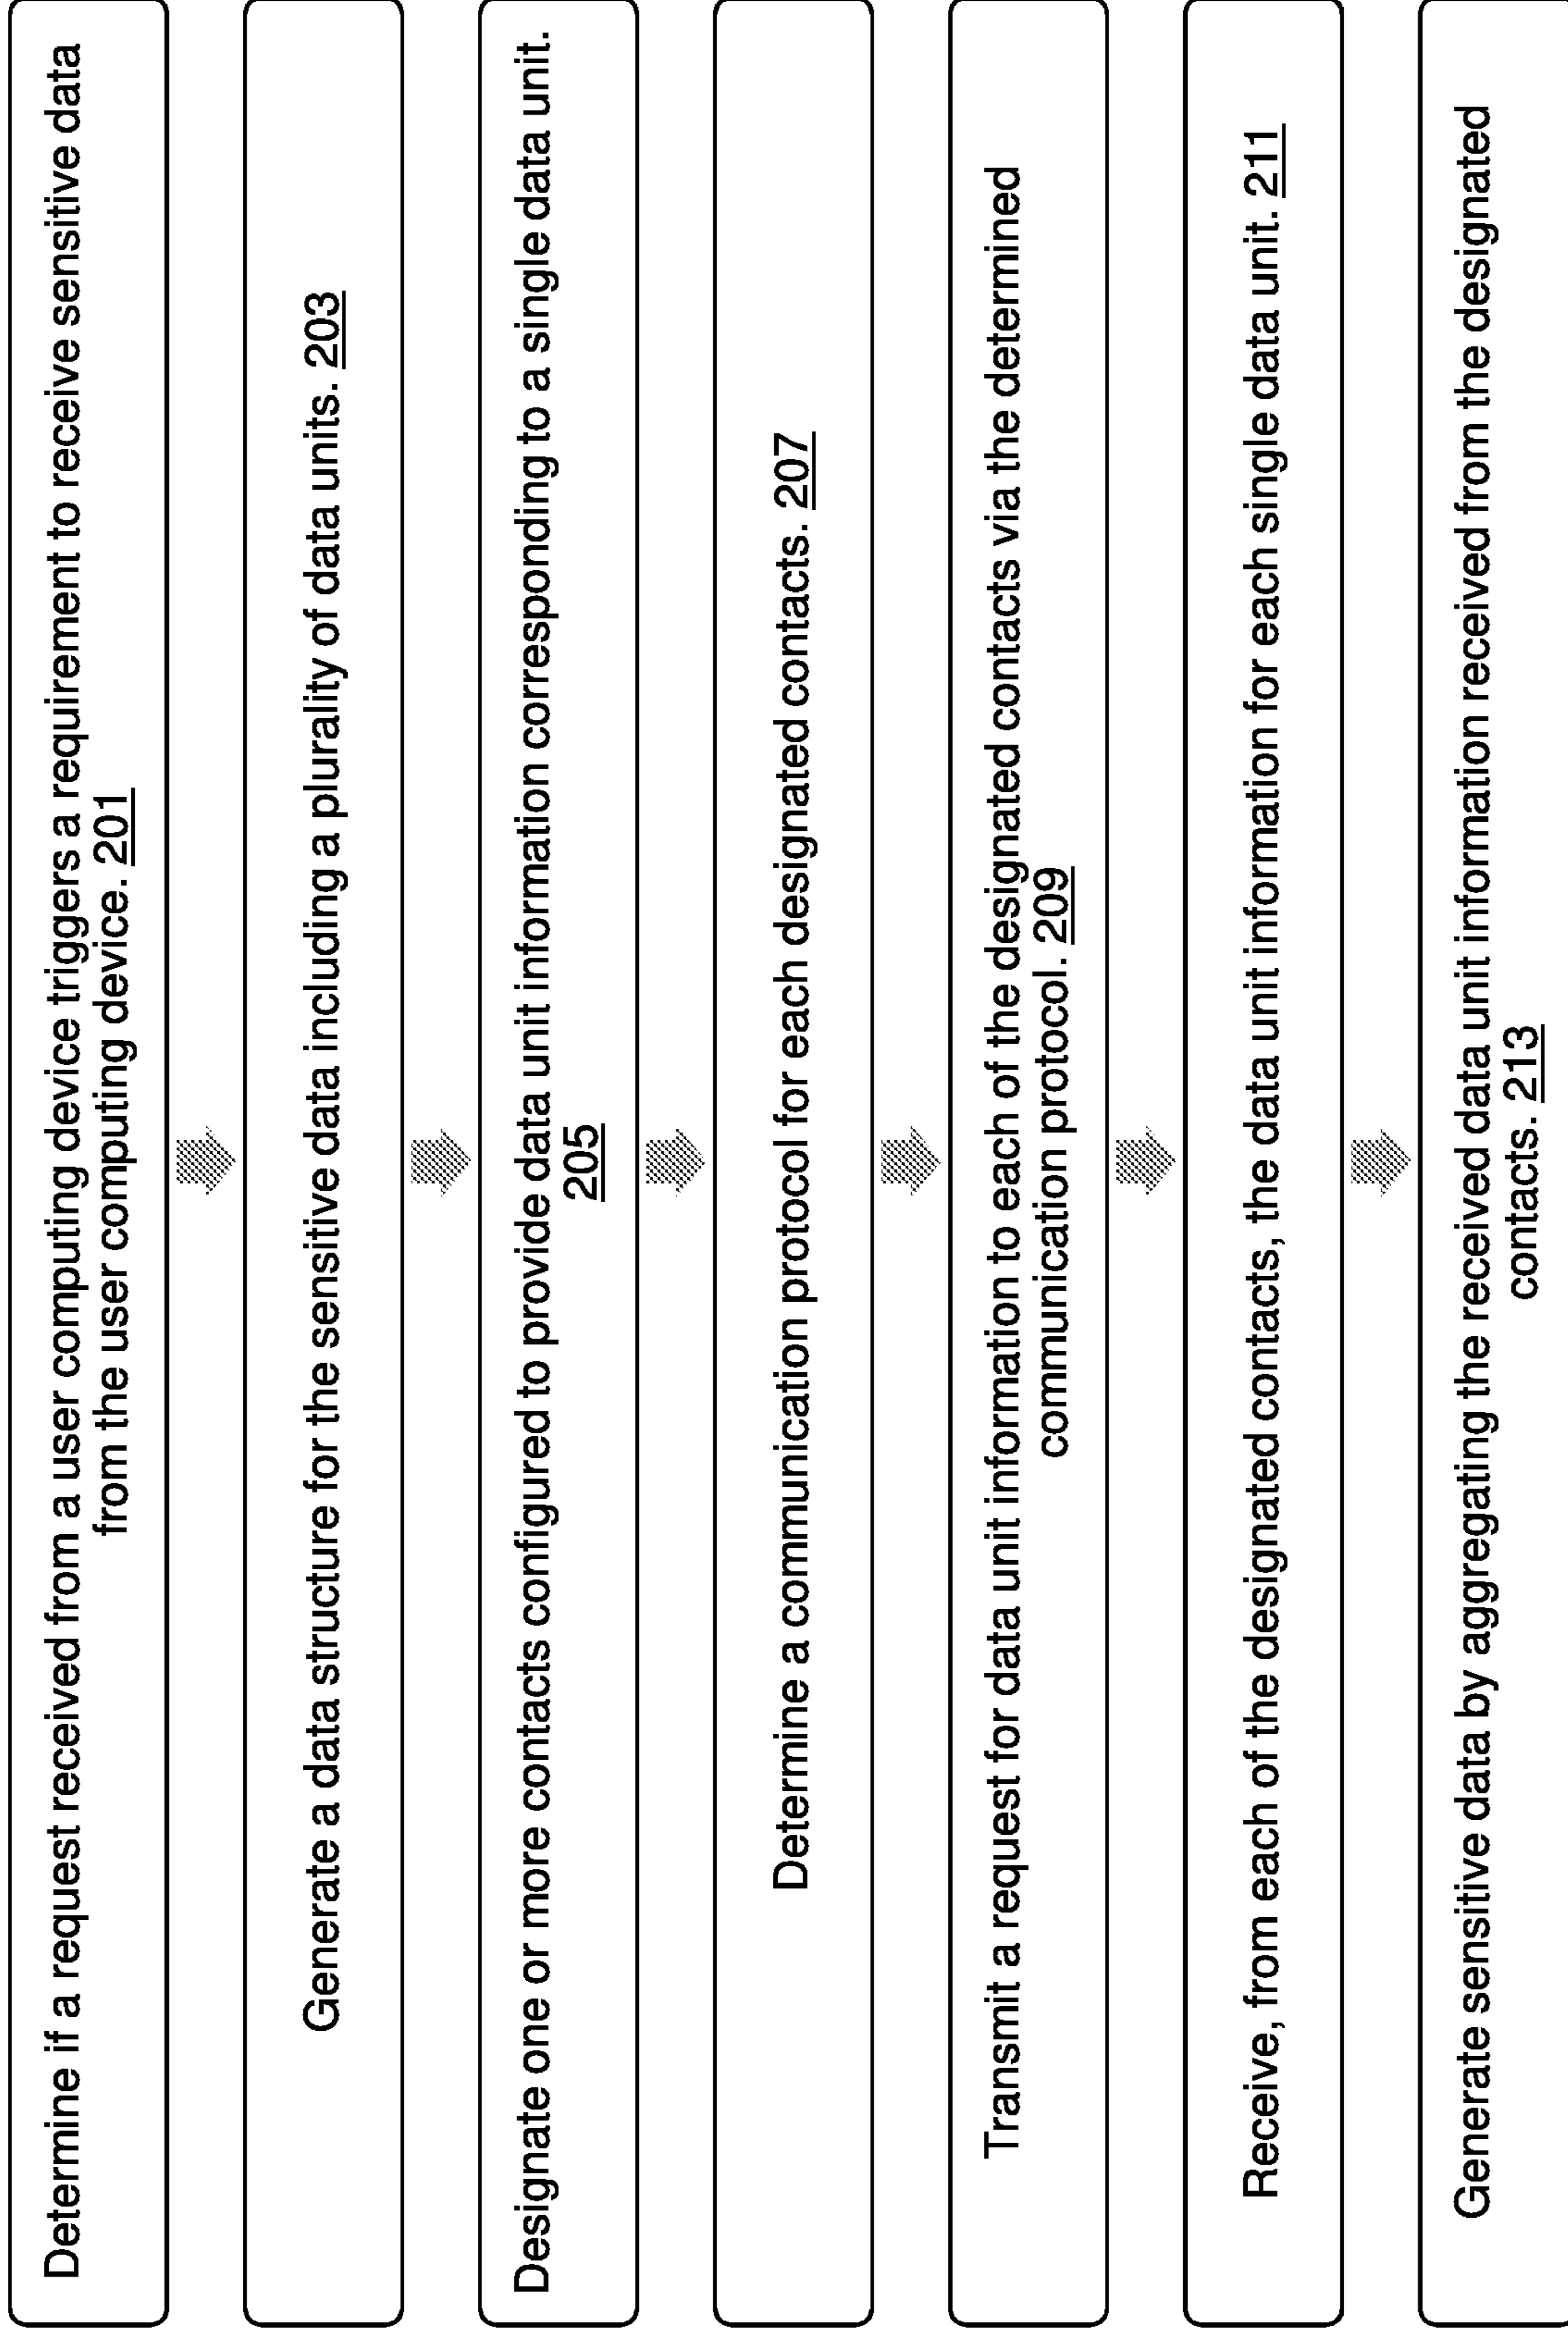 Determine if a request received from a user computing device triggers a requirement to receive sensitive data
from the user computing device. 201
Generate a data structure for the sensitive data including a plurality of data units. 203
Designate one or more contacts configured to provide data unit information corresponding to a single data unit.
205
Determine a communication protocol for each designated contacts. 207
Transmit a request for data unit information to each of the designated contacts via the determined
communication protocol. 209
Receive, from each of the designated contacts, the data unit information for each single data unit. 211
Generate sensitive data by aggregating the received data unit information received from the designated
contacts. 213